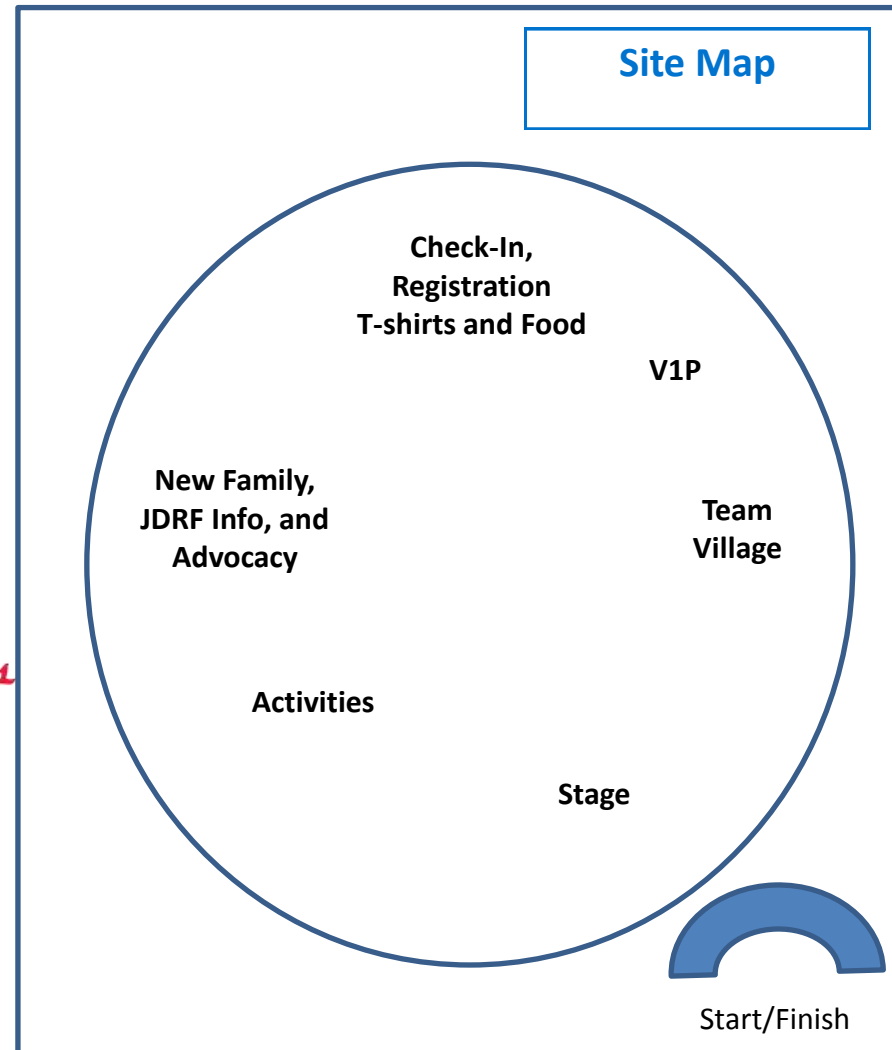 Site Map
Check-In,
Registration
T-shirts and Food
V1P
New Family,
JDRF Info, and
Advocacy
Team
Village
Activities
Stage
Start/Finish